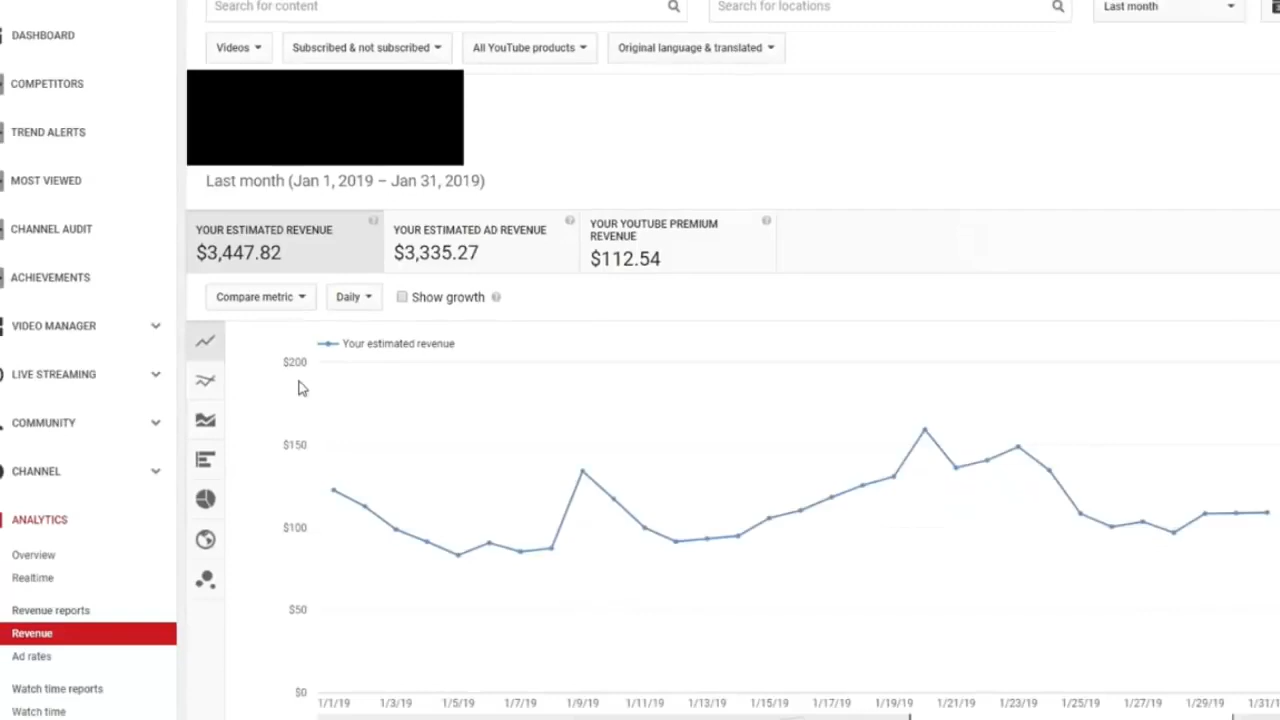 Search for content
Search for locations
Last month
Videos
Subscribed & not subscribed
All YouTube products
Original language & translated
DASHBOARD
COMPETITORS
TREND ALERTS
MOST VIEWED
CHANNEL AUDIT
ACHIEVEMENTS
VIDEO MANAGER
LIVE STREAMING
COMMUNITY
CHANNEL
ANALYTICS
Overview
Realtime
Revenue reports
Revenue
Ad rates
Watch time reports
Watch time
Last month (Jan 1, 2019 – Jan 31, 2019)
YOUR ESTIMATED REVENUE
$3,447.82
YOUR ESTIMATED AD REVENUE
$3,335.27
YOUR YOUTUBE PREMIUM
REVENUE
$112.54
Compare metric
Daily
Show growth
Your estimated revenue
$200
$150
$100
$50
$0
1/1/19 1/3/19 1/5/19 1/7/19 1/9/19 1/11/19 1/13/19 1/15/19 1/17/19 1/19/19 1/21/19 1/23/19 1/25/19 1/27/19 1/29/19 1/31/1